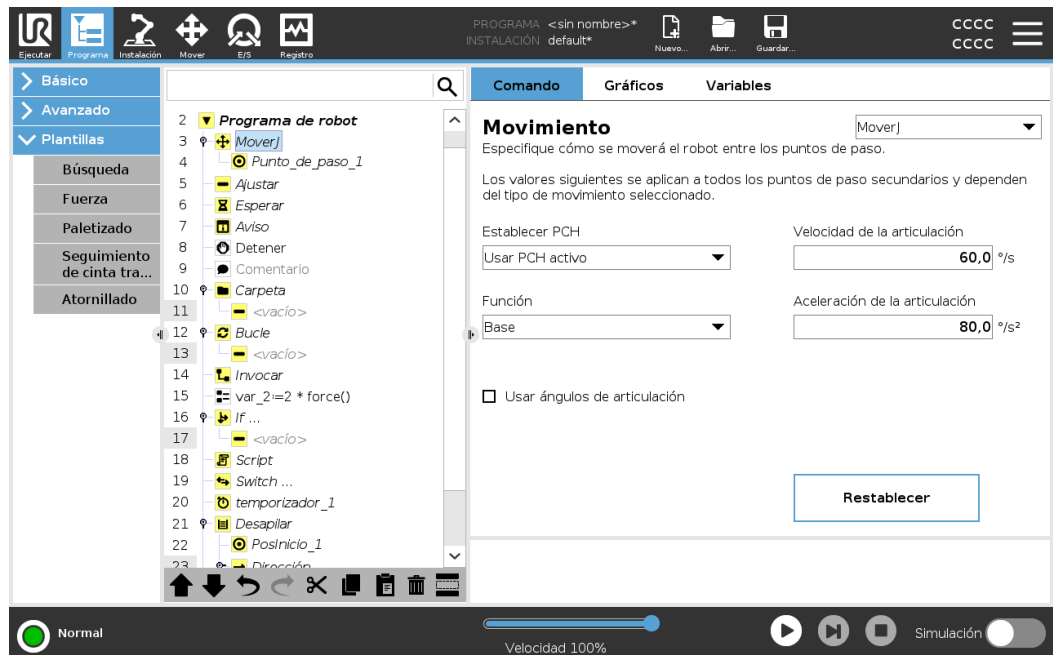 UR
PROGRAMA <sin nombre>*
INSTALACIÓN default*
CCCC
CCCC
Ejecutar
Programa
Instalación
Mover
E/S
Registro
Nuevo...
Abrir...
Guardar...
Básico
Avanzado
Plantillas
Búsqueda
Fuerza
Paletizado
Seguimiento
de cinta tra...
Atornillado
2 Programa de robot
3 MoverJ
4 Punto_de_paso_1
5 Ajustar
6 Esperar
7 Aviso
8 Detener
9 Comentario
10 Carpeta
11 <vacío>
12 Bucle
13 <vacío>
14 Invocar
15 var_2:=2 * force()
16 If ...
17 <vacío>
18 Script
19 Switch ...
20 temporizador_1
21 Desapilar
22 PosInicio_1
23 Dirección
Comando
Gráficos
Variables
Movimiento
MoverJ
Especifique cómo se moverá el robot entre los puntos de paso.
Los valores siguientes se aplican a todos los puntos de paso secundarios y dependen
del tipo de movimiento seleccionado.
Establecer PCH
Velocidad de la articulación
Usar PCH activo
60,0 °/s
Función
Aceleración de la articulación
Base
80,0 °/s²
Usar ángulos de articulación
Restablecer
Normal
Velocidad 100%
Simulación